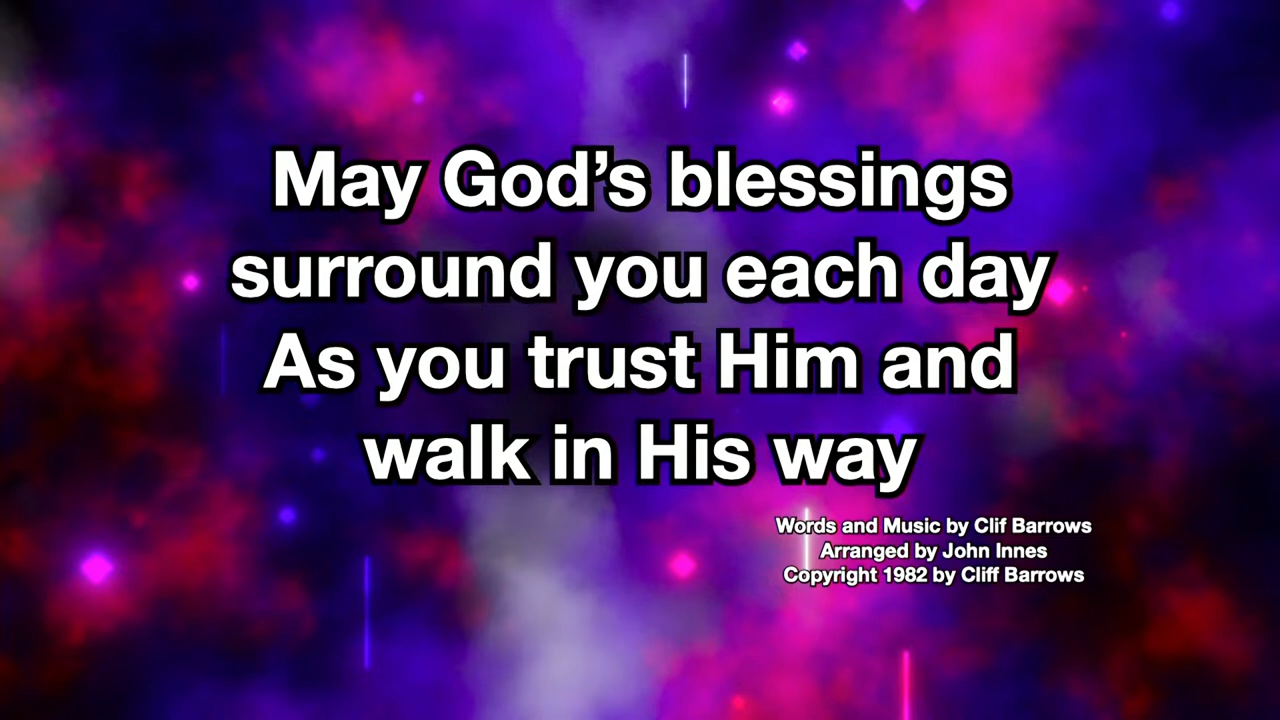 May God’s blessings
surround you each day
As you trust Him and
walk in His way
Words and Music by Clif Barrows
Arranged by John Innes
Copyright 1982 by Cliff Barrows